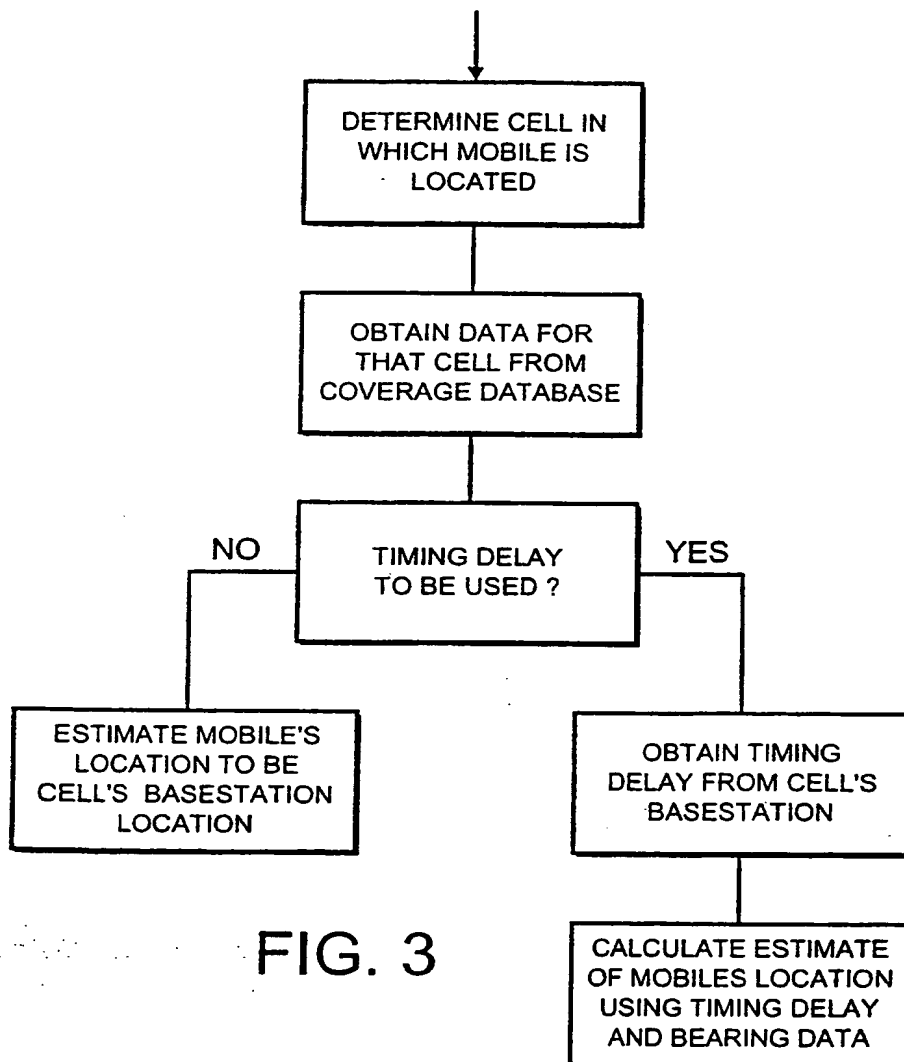 DETERMINE CELL IN
WHICH MOBILE IS
LOCATED
OBTAIN DATA FOR
THAT CELL FROM
COVERAGE DATABASE
NO
TIMING DELAY
TO BE USED ?
YES
ESTIMATE MOBILE'S
LOCATION TO BE
CELL'S BASESTATION
LOCATION
OBTAIN TIMING
DELAY FROM CELL'S
BASESTATION
CALCULATE ESTIMATE
OF MOBILES LOCATION
USING TIMING DELAY
AND BEARING DATA
FIG. 3